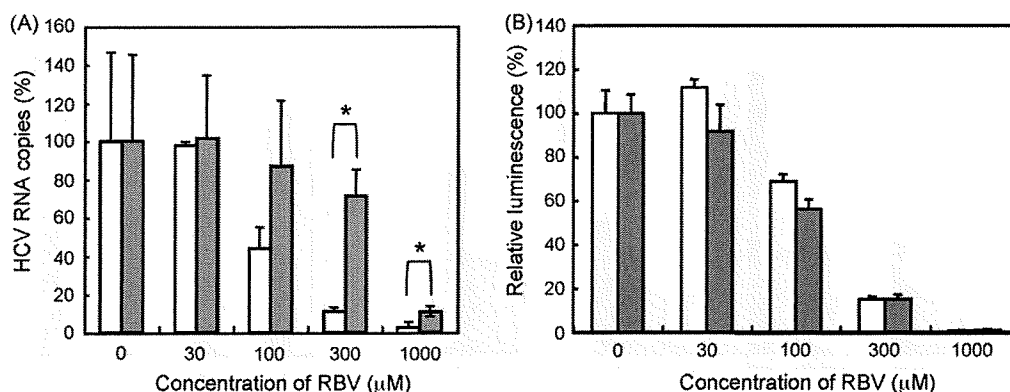 (A)
HCV RNA copies (%)
160
140
120
100
80
60
40
20
0
*
*
0 30 100 300 1000
Concentration of RBV (μM)
(B)
Relative luminescence (%)
140
120
100
80
60
40
20
0
0 30 100 300 1000
Concentration of RBV (μM)